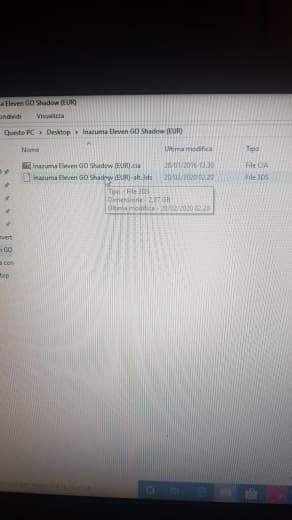 a Eleven GO Shadow (EUR)
ondividi Visualizza
Questo PC > Desktop > Inazuma Eleven GO Shadow (EUR)
Nome Ultima modifica Tipo
Inazuma Eleven GO Shadow (EUR).cia 20/01/2016 13.30 File CIA
Inazuma Eleven GO Shadow (EUR)-alt.3ds 20/02/2020 02.20 File 3DS
Tipo - File 3DS
Dimensione - 2,37 GB
Ultima modifica - 20/02/2020 02.20
nvert
n GO
s con
top